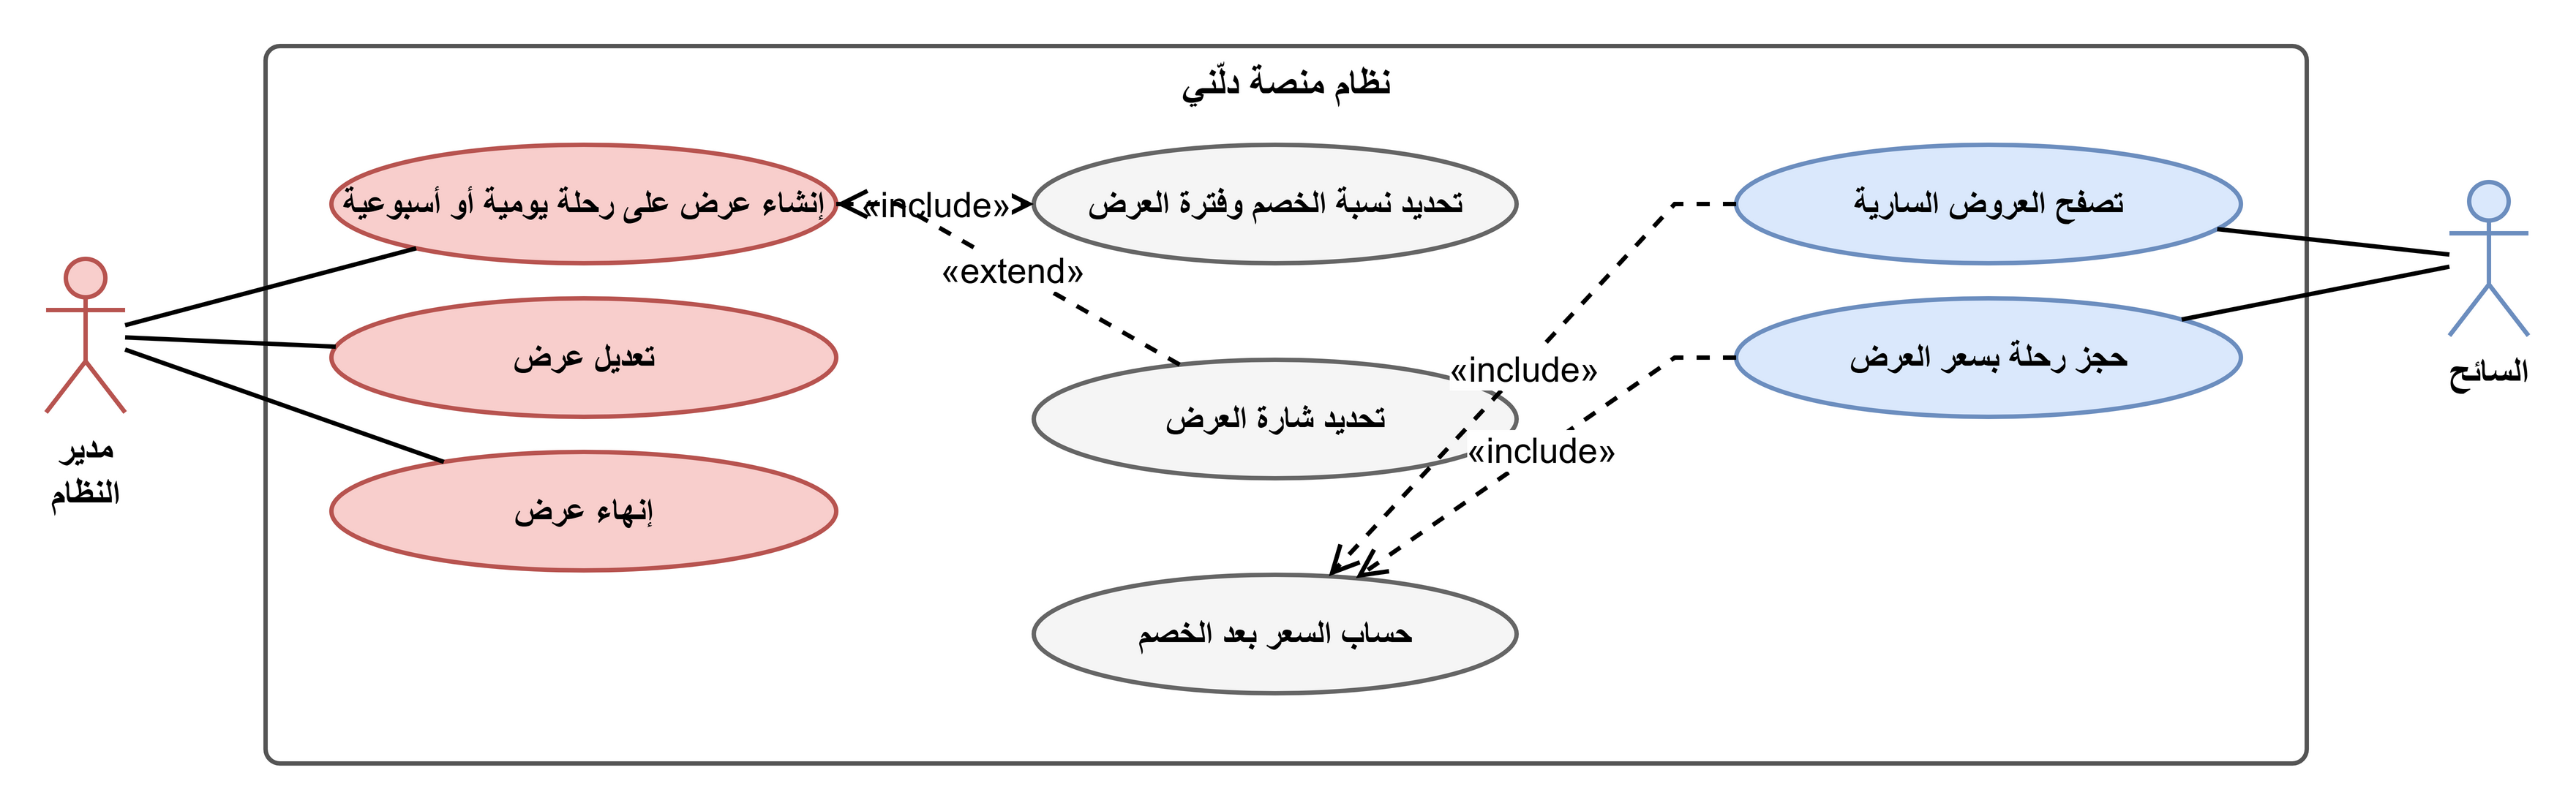 نظام منصة دلّني
إنشاء عرض على رحلة يومية أو أسبوعية
«include»
تحديد نسبة الخصم وفترة العرض
تصفح العروض السارية
«extend»
تعديل عرض
حجز رحلة بسعر العرض
«include»
السائح
تحديد شارة العرض
«include»
مدير
النظام
إنهاء عرض
حساب السعر بعد الخصم